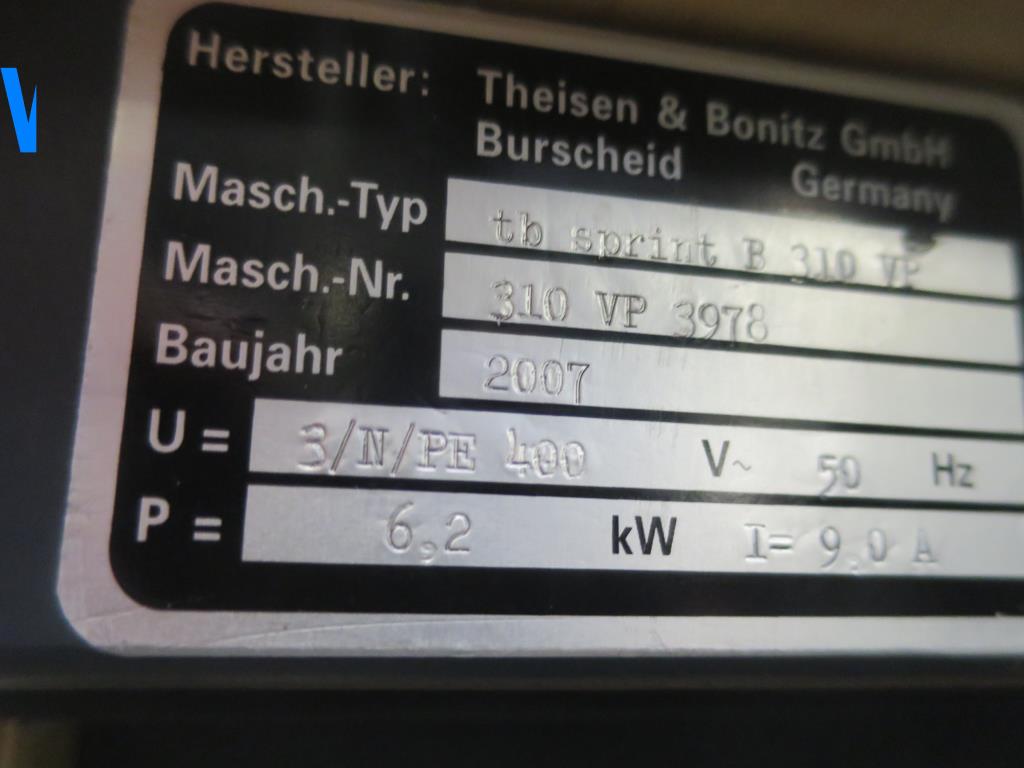 Hersteller: Theisen & Bonitz GmbH
Burscheid Germany
Masch.-Typ tb sprint B 310 VP
Masch.-Nr. 310 VP 3978
Baujahr 2007
U = 3/N/PE 400 V~ 50 Hz
P = 6,2 kW I= 9,0 A